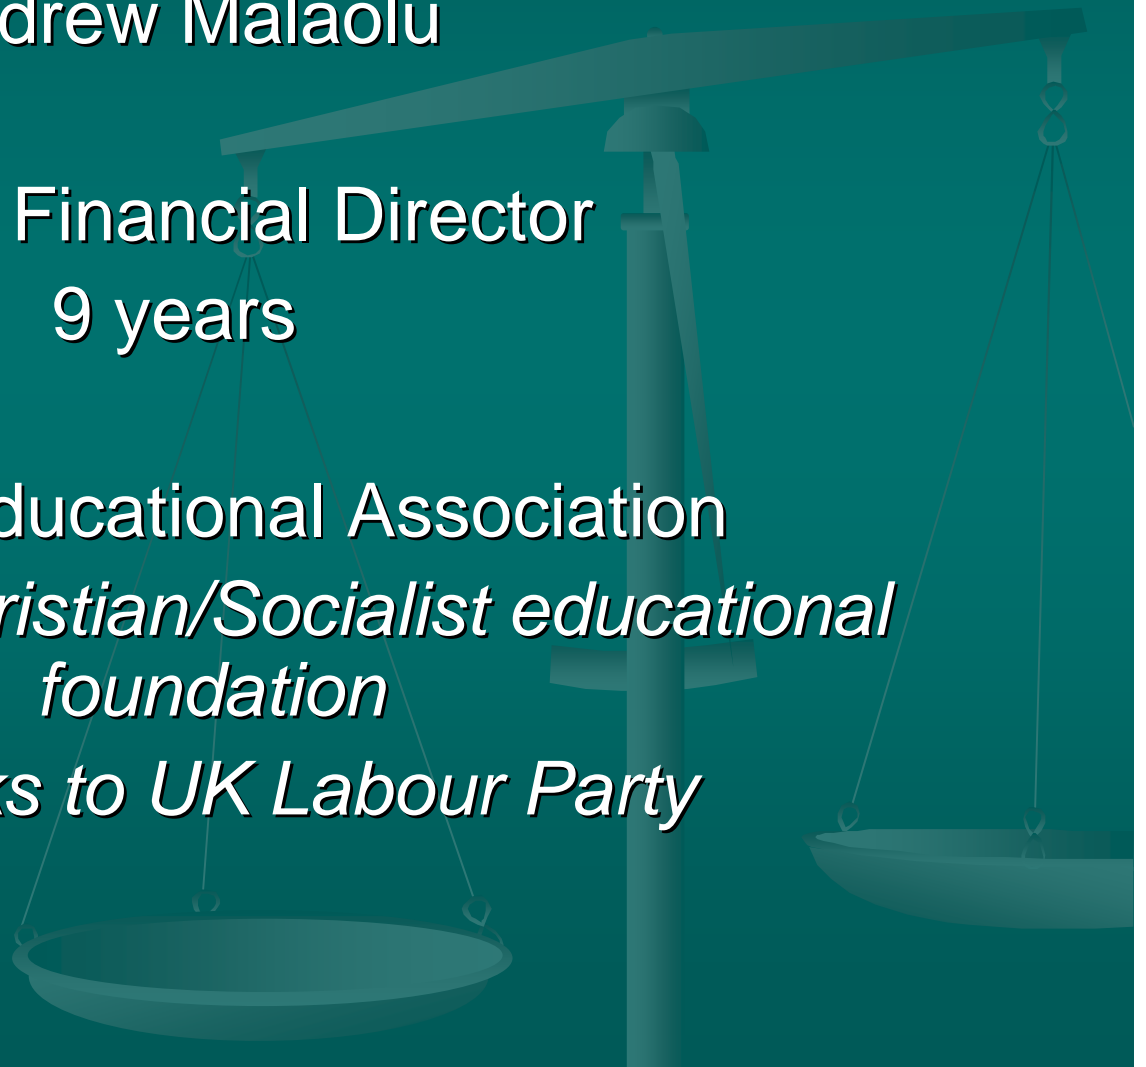 drew Malaolu
Financial Director
9 years
ducational Association
ristian/Socialist educational
foundation
ks to UK Labour Party